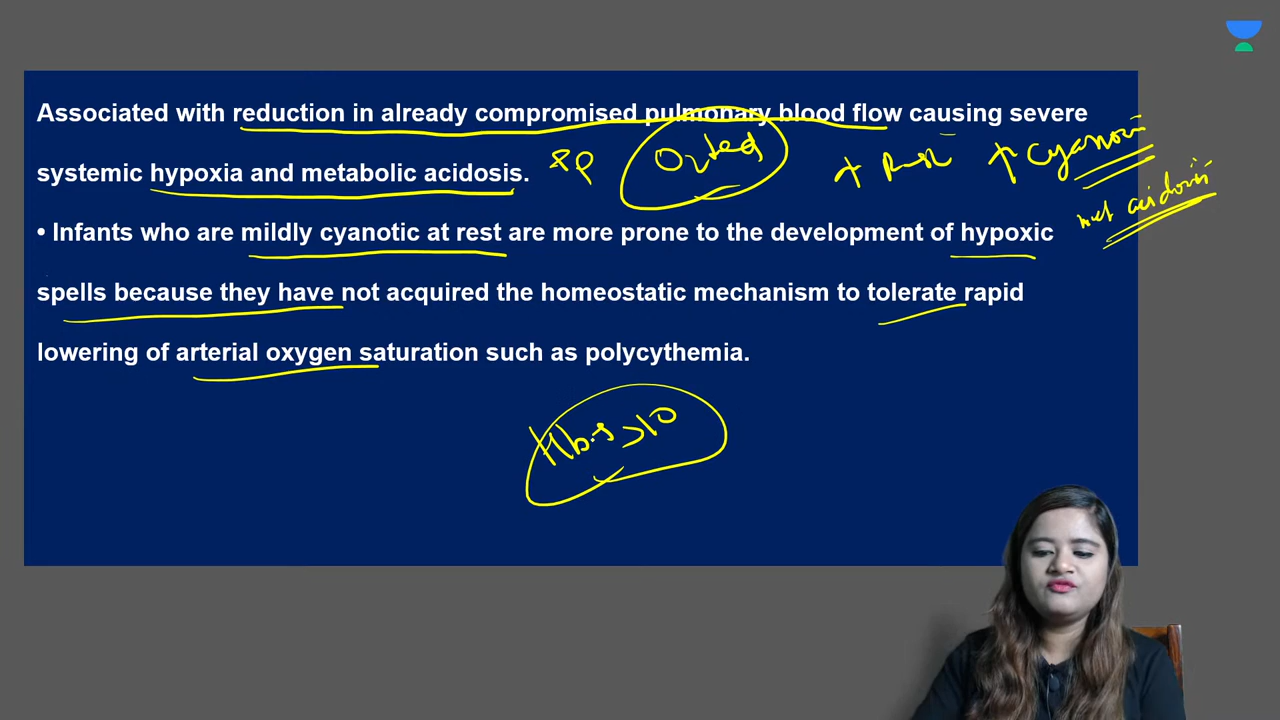 Associated with reduction in already compromised pulmonary blood flow causing severe
systemic hypoxia and metabolic acidosis.
↑ Cyanosis
met acidosis
• Infants who are mildly cyanotic at rest are more prone to the development of hypoxic
spells because they have not acquired the homeostatic mechanism to tolerate rapid
lowering of arterial oxygen saturation such as polycythemia.